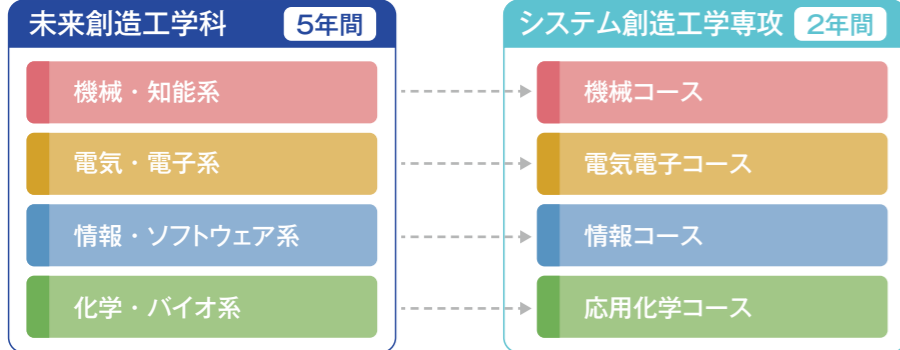 未来創造工学科 5年間
機械・知能系
電気・電子系
情報・ソフトウェア系
化学・バイオ系
システム創造工学専攻 2年間
機械コース
電気電子コース
情報コース
応用化学コース